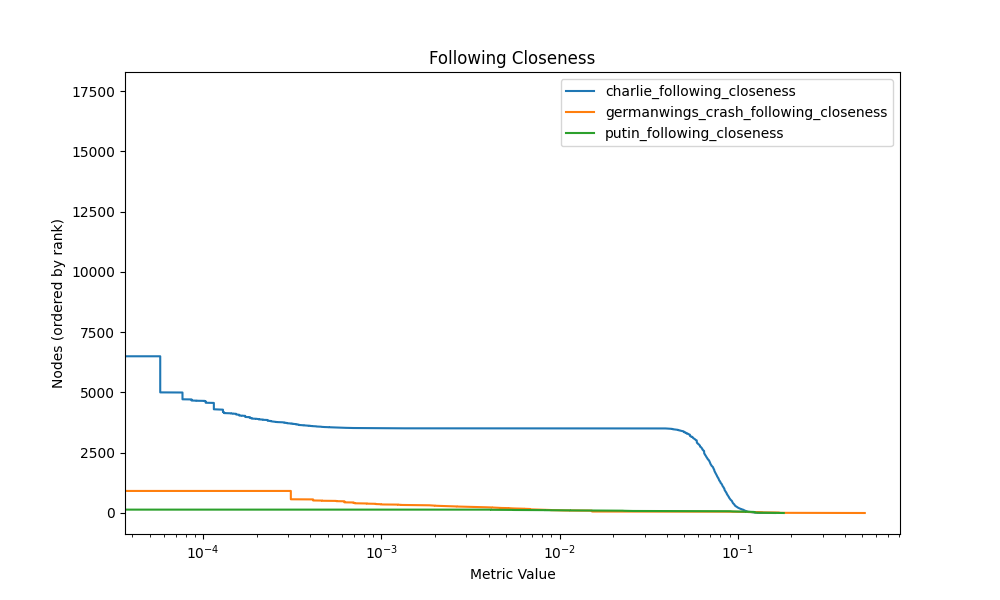 Following Closeness
charlie_following_closeness
germanwings_crash_following_closeness
putin_following_closeness
17500
15000
12500
10000
7500
5000
2500
0
Nodes (ordered by rank)
10⁻⁴
10⁻³
10⁻²
10⁻¹
Metric Value